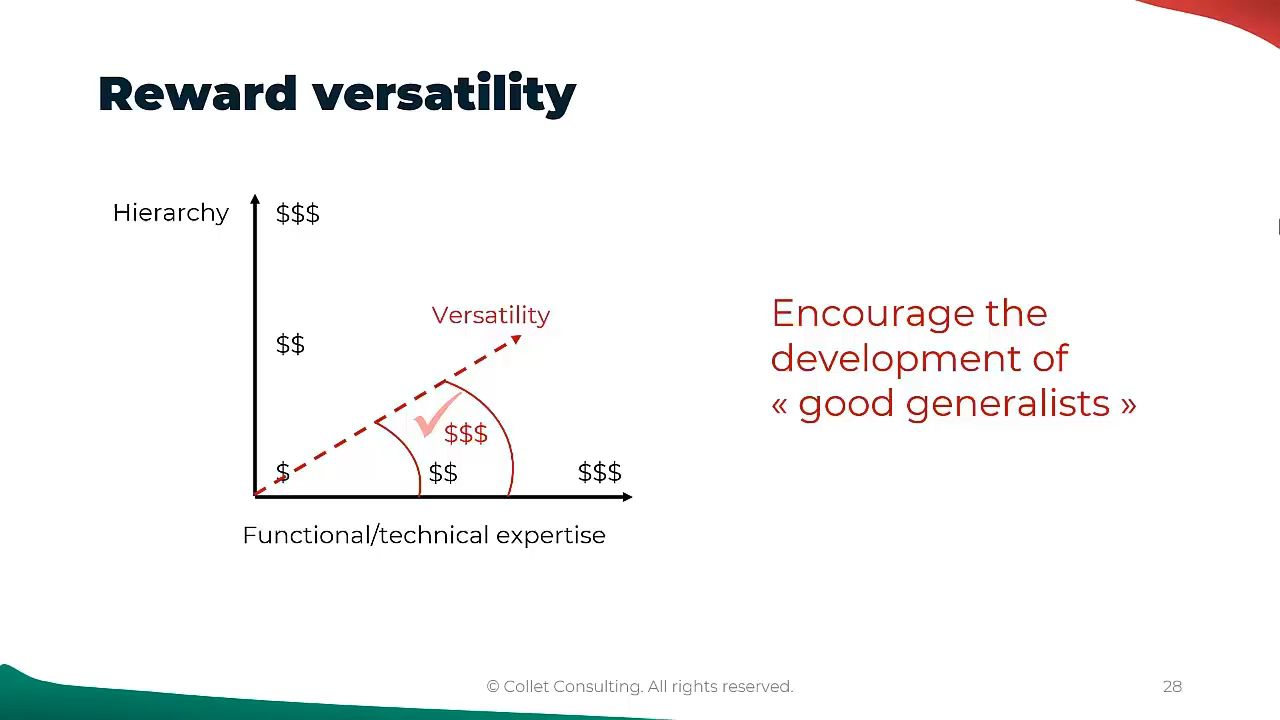 Reward versatility
Hierarchy
$$$
Versatility
$$
$$$
$
$$
$$$
Functional/technical expertise
Encourage the
development of
« good generalists »
© Collet Consulting. All rights reserved.
28